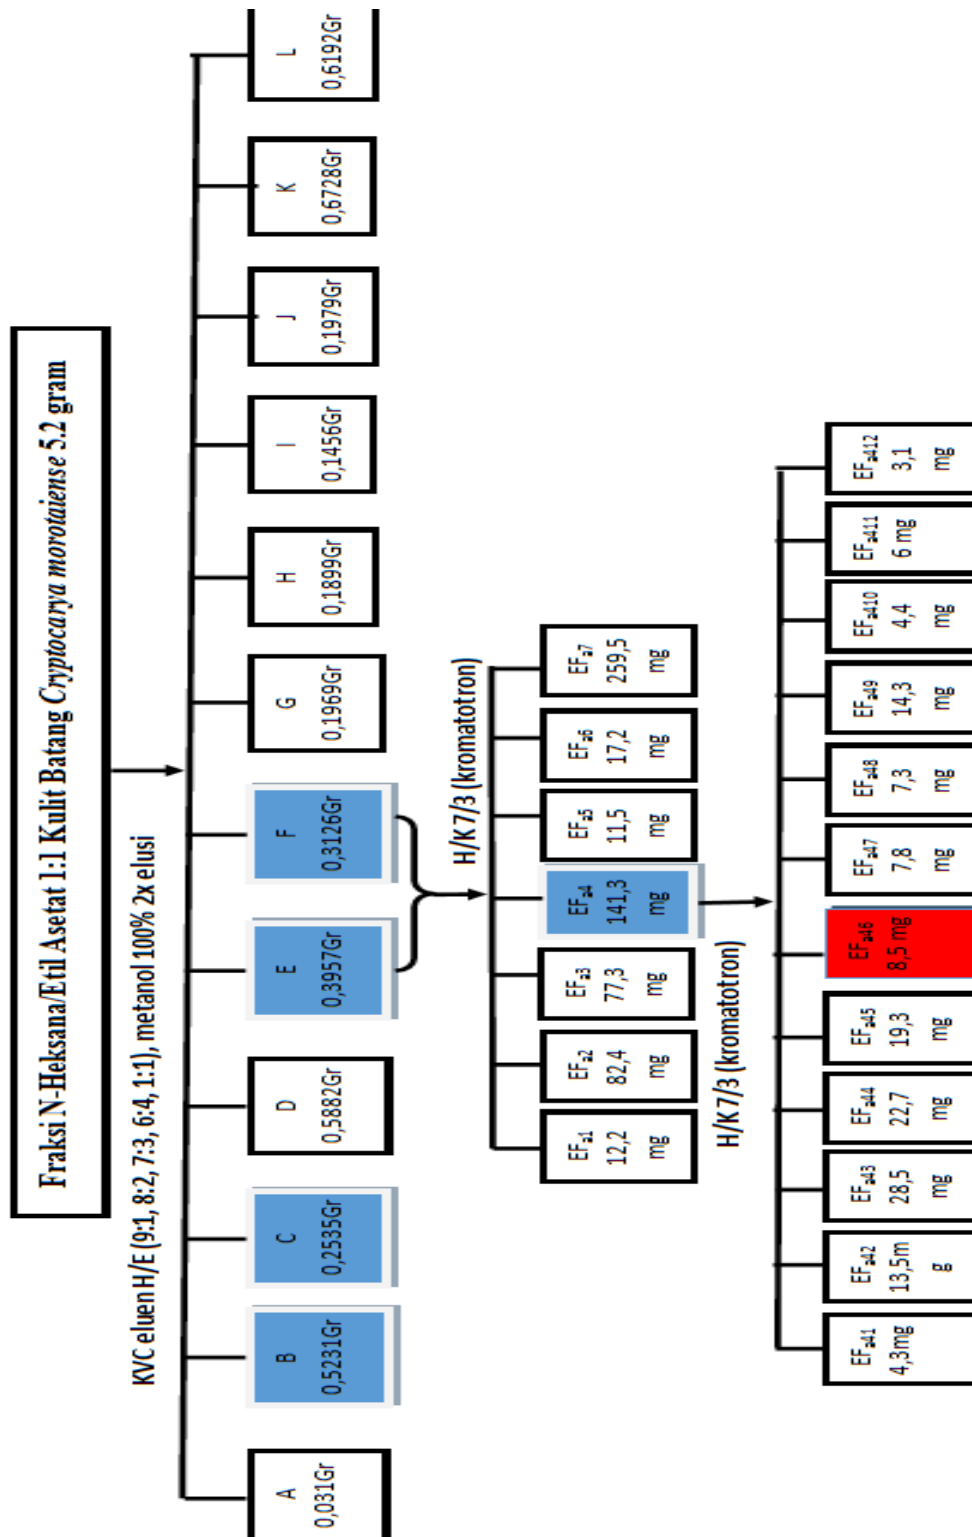 Fraksi N-Heksana/Etil Asetat 1:1 Kulit Batang Cryptocarya morotaiense 5.2 gram
KVC eluen H/E (9:1, 8:2, 7:3, 6:4, 1:1), metanol 100% 2x elusi
A
0,031Gr
B
0,5231Gr
C
0,2535Gr
D
0,5882Gr
E
0,3957Gr
F
0,3126Gr
G
0,1969Gr
H
0,1899Gr
I
0,1456Gr
J
0,1979Gr
K
0,6728Gr
L
0,6192Gr
H/K 7/3 (kromatotron)
EFa1
12,2
mg
EFa2
82,4
mg
EFa3
77,3
mg
EFa4
141,3
mg
EFa5
11,5
mg
EFa6
17,2
mg
EFa7
259,5
mg
H/K 7/3 (kromatotron)
EFa41
4,3mg
EFa42
13,5m
g
EFa43
28,5
mg
EFa44
22,7
mg
EFa45
19,3
mg
EFa46
8,5 mg
EFa47
7,8
mg
EFa48
7,3
mg
EFa49
14,3
mg
EFa410
4,4
mg
EFa411
6 mg
EFa412
3,1
mg